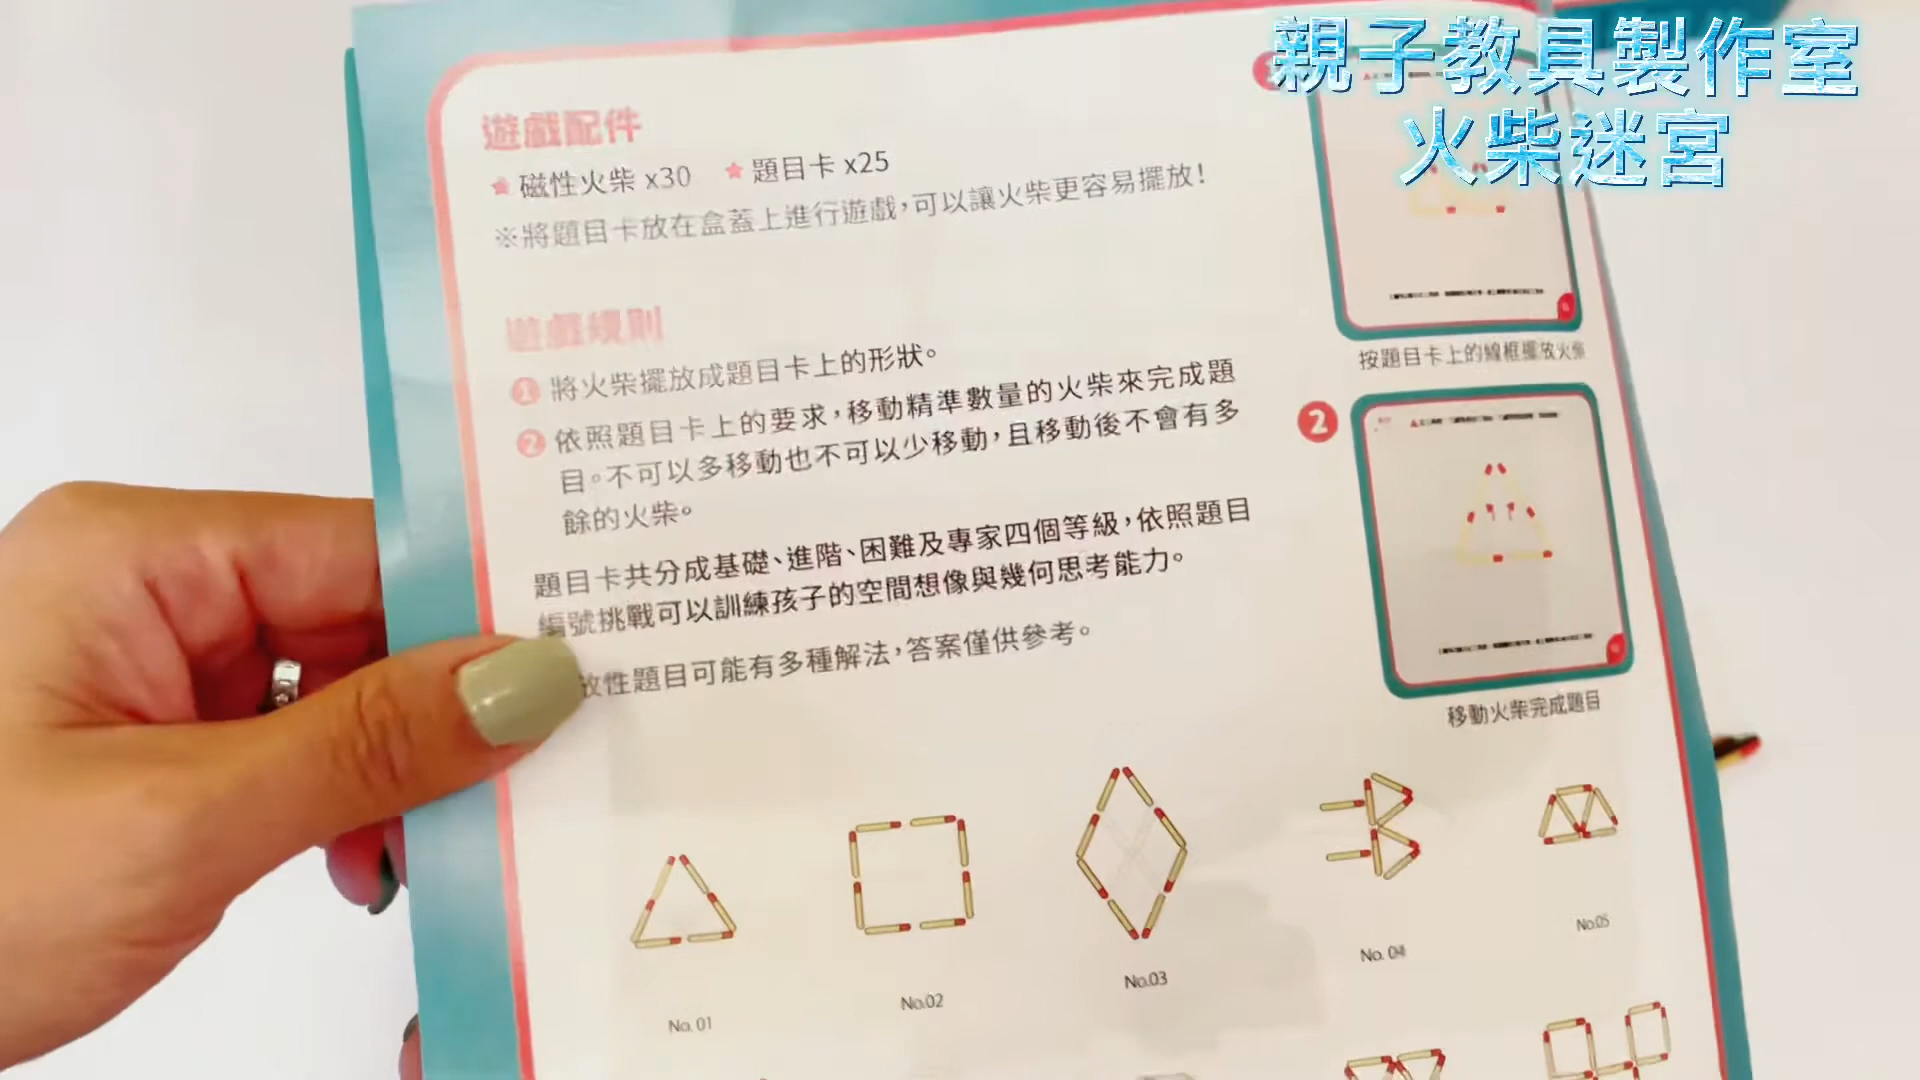 親子教具製作室
火柴迷宮
遊戲配件
磁性火柴 x30 題目卡 x25
※將題目卡放在盒蓋上進行遊戲,可以讓火柴更容易擺放!
遊戲規則
1 將火柴擺放成題目卡上的形狀。
2 依照題目卡上的要求,移動精準數量的火柴來完成題
目。不可以多移動也不可以少移動,且移動後不會有多
餘的火柴。
題目卡共分成基礎、進階、困難及專家四個等級,依照題目
編號挑戰可以訓練孩子的空間想像與幾何思考能力。
放性題目可能有多種解法,答案僅供參考。
按題目卡上的線框擺放火柴
2
移動火柴完成題目
No. 01
No.02
No.03
No. 04
No.05